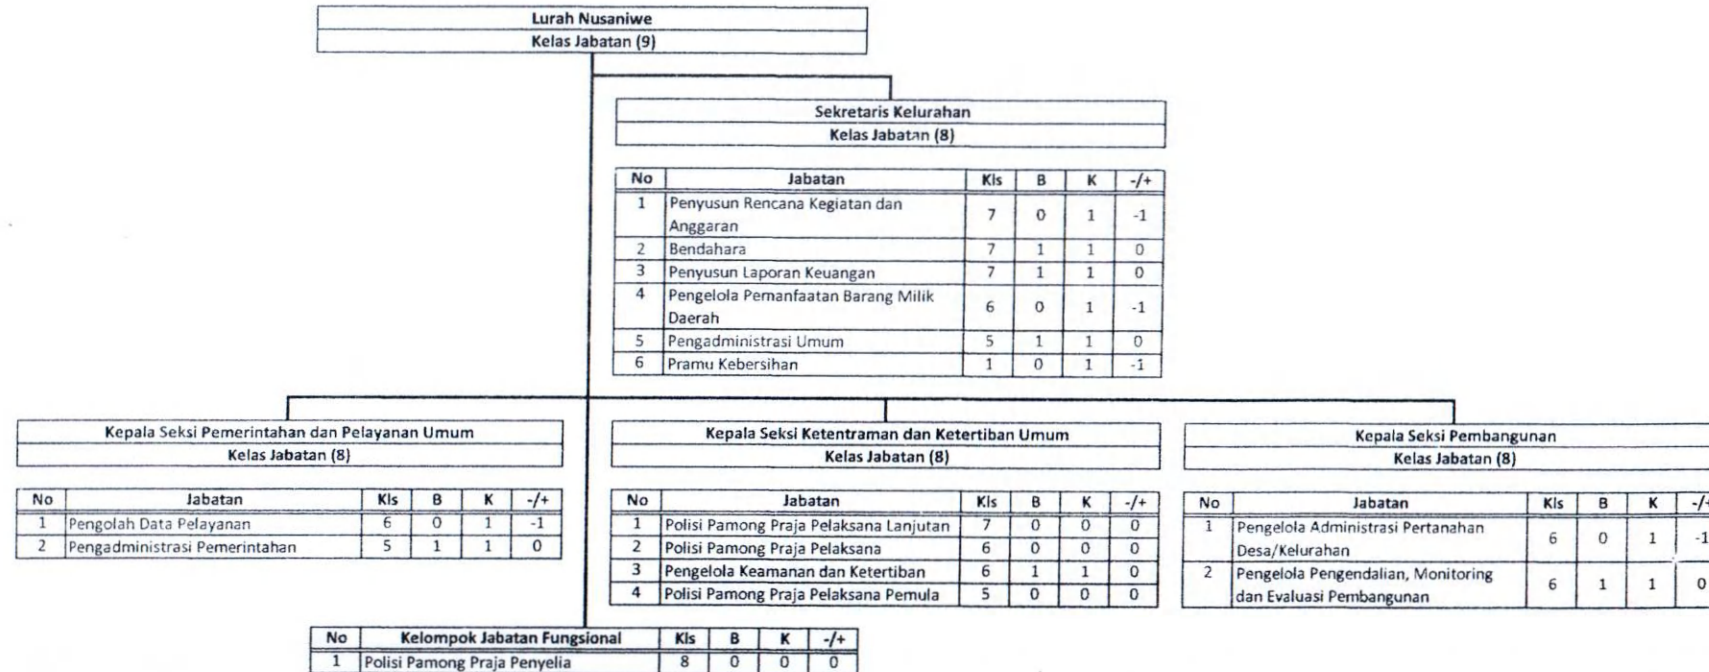 Lurah Nusaniwe
Kelas Jabatan (9)
Sekretaris Kelurahan
Kelas Jabatan (8)
No Jabatan Kls B K -/+
1 Penyusun Rencana Kegiatan dan
Anggaran 7 0 1 -1
2 Bendahara 7 1 1 0
3 Penyusun Laporan Keuangan 7 1 1 0
4 Pengelola Pemanfaatan Barang Milik
Daerah 6 0 1 -1
5 Pengadministrasi Umum 5 1 1 0
6 Pramu Kebersihan 1 0 1 -1
Kepala Seksi Pemerintahan dan Pelayanan Umum
Kelas Jabatan (8)
No Jabatan Kls B K -/+
1 Pengolah Data Pelayanan 6 0 1 -1
2 Pengadministrasi Pemerintahan 5 1 1 0
Kepala Seksi Ketentraman dan Ketertiban Umum
Kelas Jabatan (8)
No Jabatan Kls B K -/+
1 Polisi Pamong Praja Pelaksana Lanjutan 7 0 0 0
2 Polisi Pamong Praja Pelaksana 6 0 0 0
3 Pengelola Keamanan dan Ketertiban 6 1 1 0
4 Polisi Pamong Praja Pelaksana Pemula 5 0 0 0
Kepala Seksi Pembangunan
Kelas Jabatan (8)
No Jabatan Kls B K -/+
1 Pengelola Administrasi Pertanahan
Desa/Kelurahan 6 0 1 -1
2 Pengelola Pengendalian, Monitoring
dan Evaluasi Pembangunan 6 1 1 0
No Kelompok Jabatan Fungsional Kls B K -/+
1 Polisi Pamong Praja Penyelia 8 0 0 0